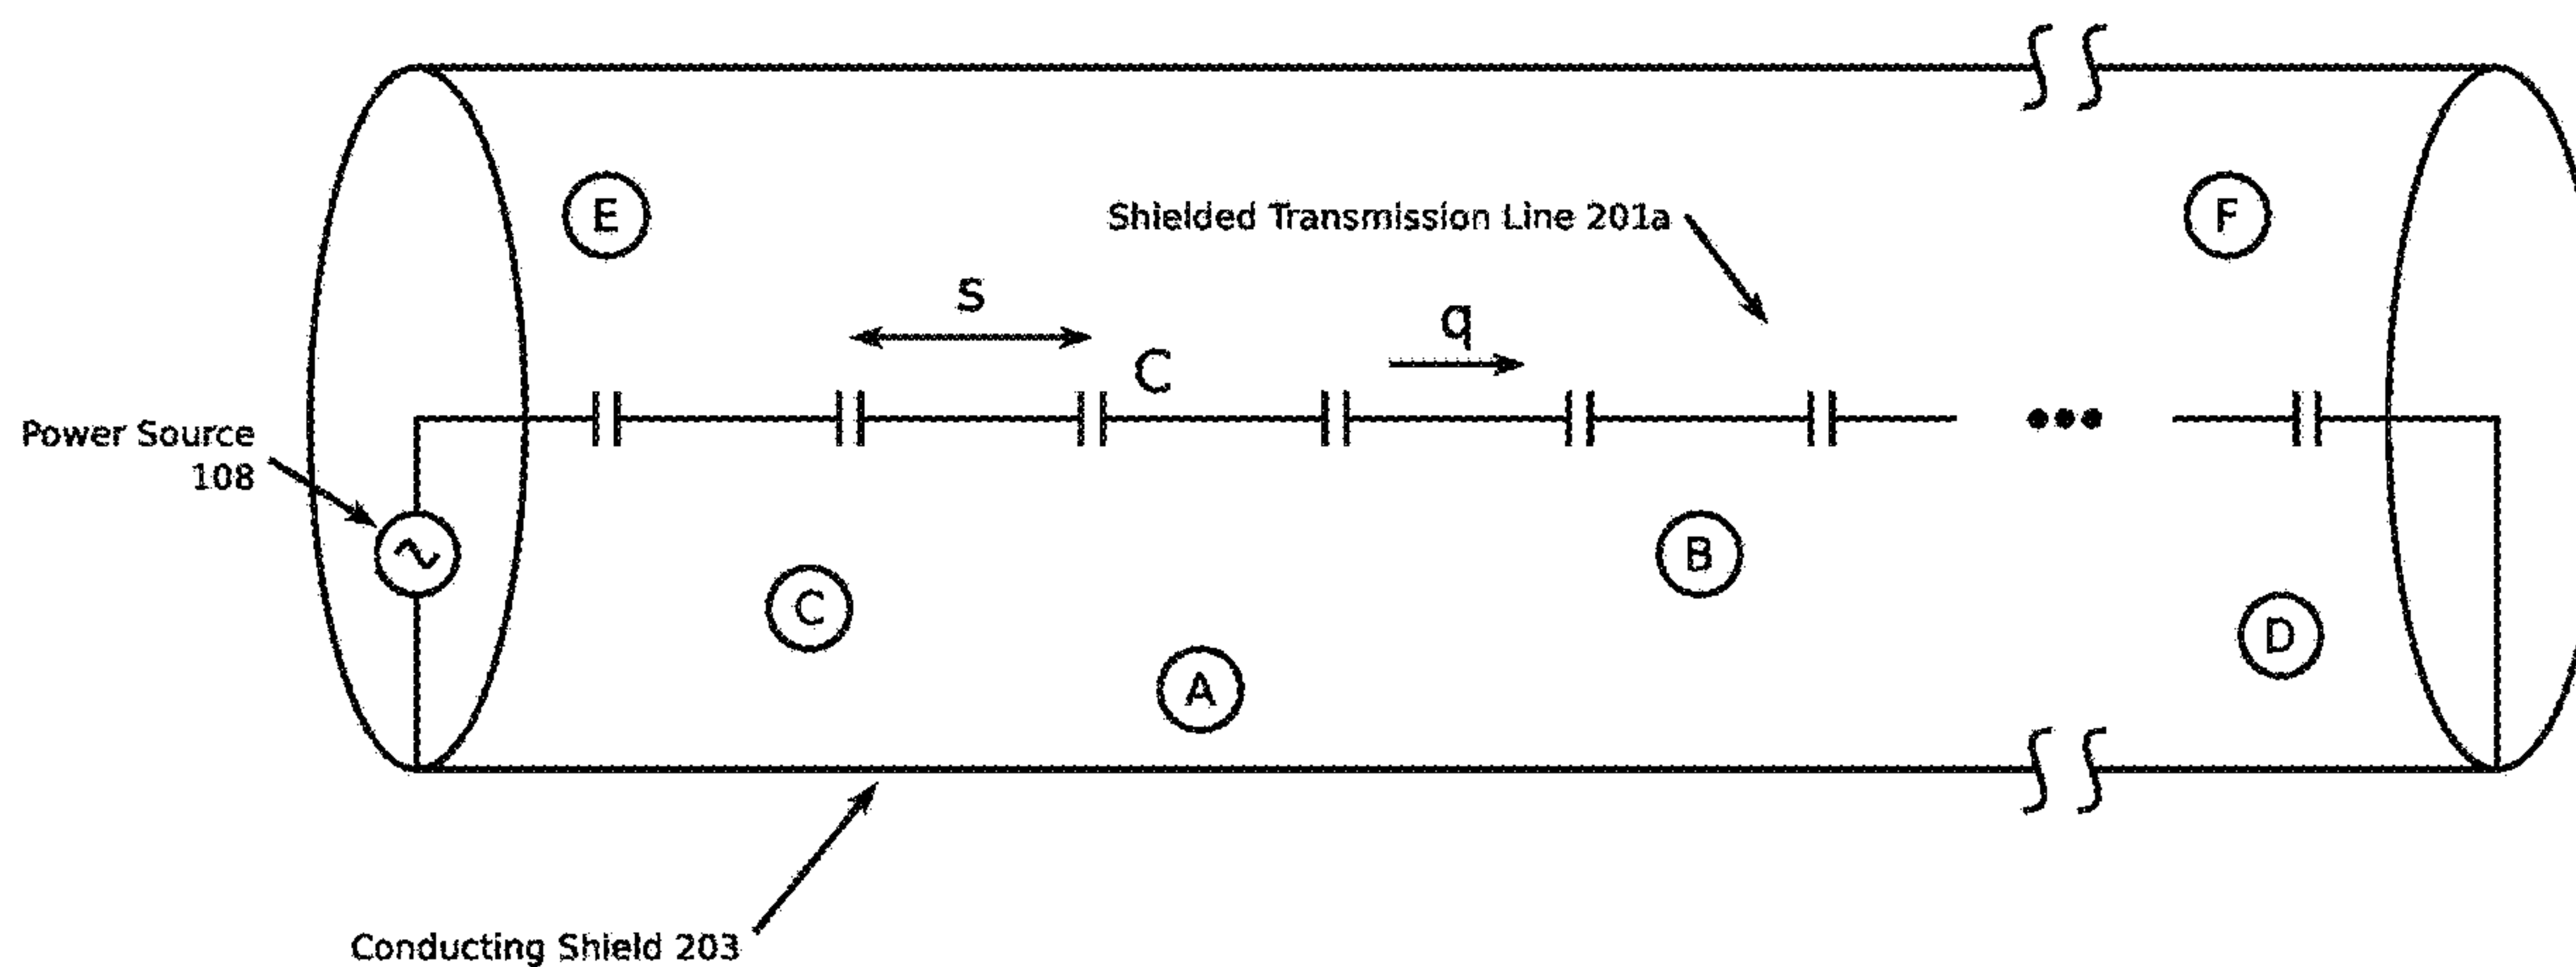 E
F
Shielded Transmission Line 201a
s
q
C
Power Source
108
B
C
D
A
Conducting Shield 203